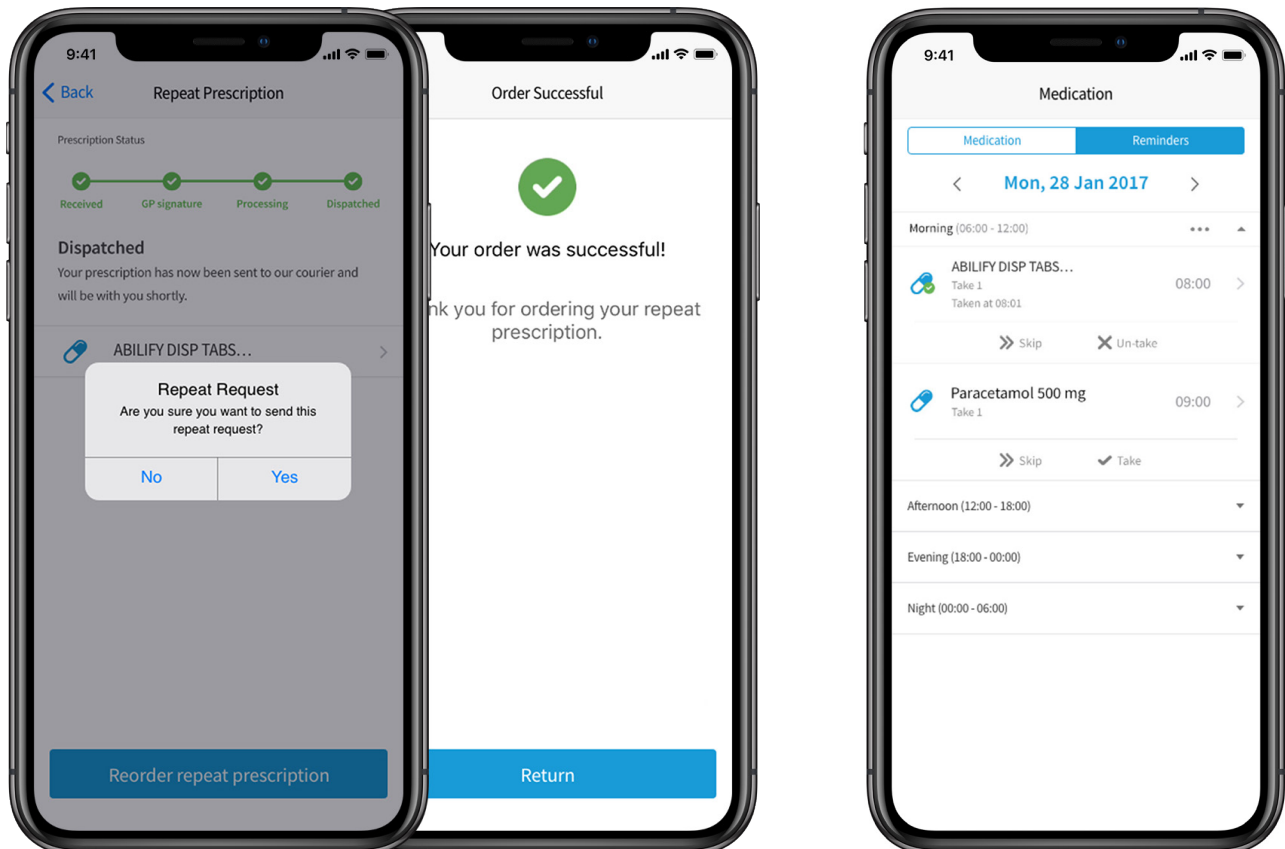 9:41
Back
Repeat Prescription
Prescription Status
Received GP signature Processing Dispatched
Dispatched
Your prescription has now been sent to our courier and
will be with you shortly.
ABILIFY DISP TABS...
Repeat Request
Are you sure you want to send this
repeat request?
No Yes
Reorder repeat prescription
Order Successful
Your order was successful!
nk you for ordering your repeat
prescription.
Return
9:41
Medication
Medication Reminders
Mon, 28 Jan 2017
Morning (06:00 - 12:00)
ABILIFY DISP TABS...
Take 1
08:00
Taken at 08:01
Skip Un-take
Paracetamol 500 mg
Take 1
09:00
Skip Take
Afternoon (12:00 - 18:00)
Evening (18:00 - 00:00)
Night (00:00 - 06:00)